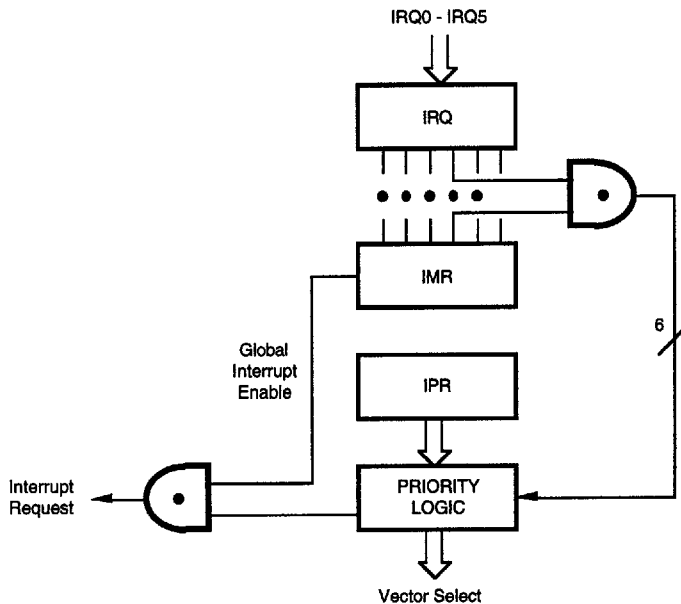 IRQ0 - IRQ5
IRQ
IMR
6
Global
Interrupt
Enable
IPR
Interrupt
Request
PRIORITY
LOGIC
Vector Select